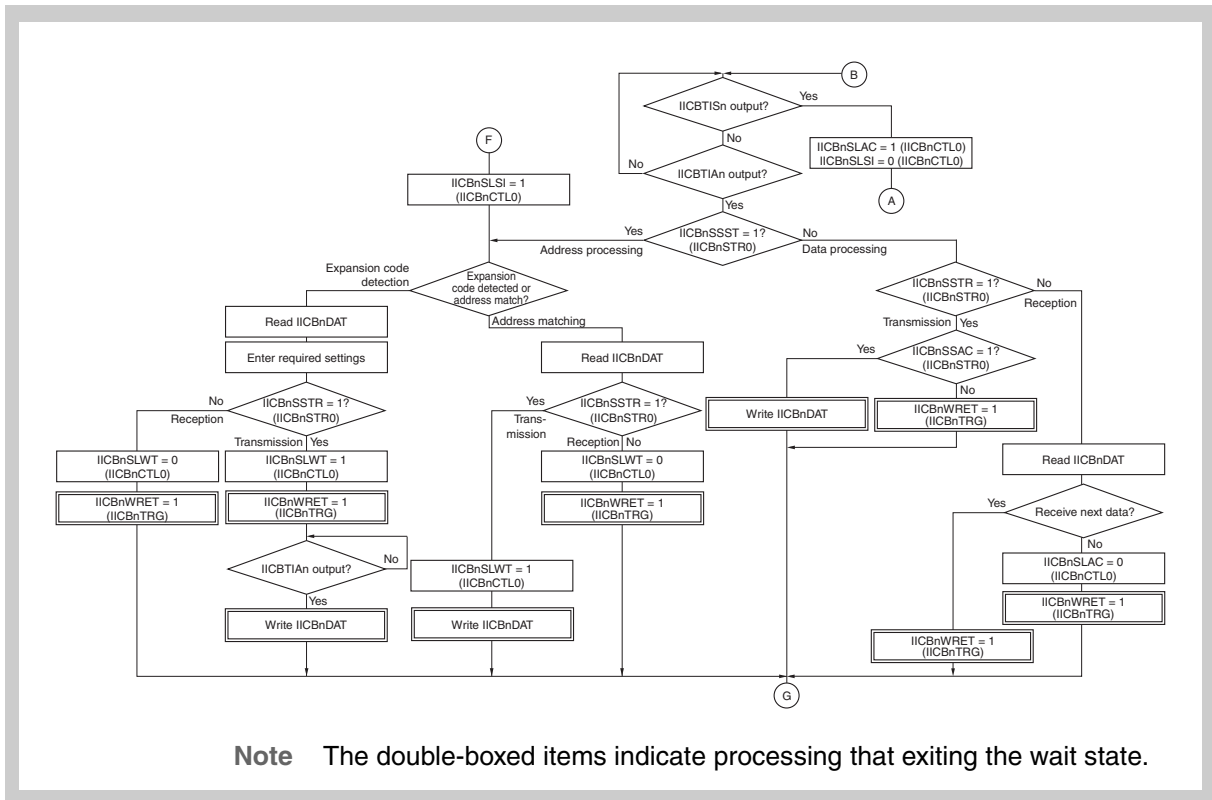 B
IICBTISn output?
Yes
No
IICBnSLAC = 1 (IICBnCTL0)
IICBnSLSI = 0 (IICBnCTL0)
A
F
IICBnSLSI = 1
(IICBnCTL0)
No
IICBTIAn output?
Yes
IICBnSSST = 1?
(IICBnSTR0)
Yes
Address processing
No
Data processing
Expansion code
detection
Expansion
code detected or
address match?
Address matching
Read IICBnDAT
Enter required settings
IICBnSSTR = 1?
(IICBnSTR0)
No
Reception
Transmission
Yes
IICBnSLWT = 0
(IICBnCTL0)
IICBnWRET = 1
(IICBnTRG)
IICBnSLWT = 1
(IICBnCTL0)
IICBnWRET = 1
(IICBnTRG)
IICBTIAn output?
No
Yes
Write IICBnDAT
Read IICBnDAT
IICBnSSTR = 1?
(IICBnSTR0)
Yes
Trans-
mission
Reception
No
IICBnSLWT = 0
(IICBnCTL0)
IICBnWRET = 1
(IICBnTRG)
IICBnSLWT = 1
(IICBnCTL0)
Write IICBnDAT
IICBnSSTR = 1?
(IICBnSTR0)
No
Reception
Transmission
Yes
IICBnSSAC = 1?
(IICBnSTR0)
Yes
No
Write IICBnDAT
IICBnWRET = 1
(IICBnTRG)
Read IICBnDAT
Receive next data?
Yes
No
IICBnSLAC = 0
(IICBnCTL0)
IICBnWRET = 1
(IICBnTRG)
IICBnWRET = 1
(IICBnTRG)
G
Note The double-boxed items indicate processing that exiting the wait state.